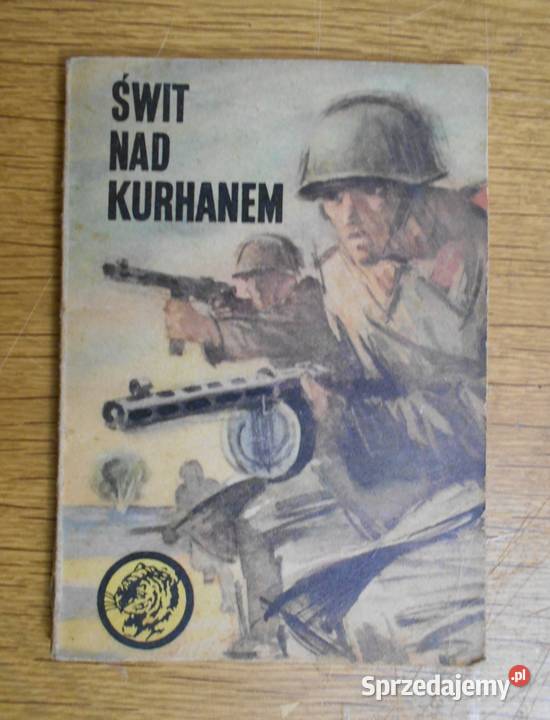 ŚWIT
NAD
KURHANEM
Sprzedajemy.pl